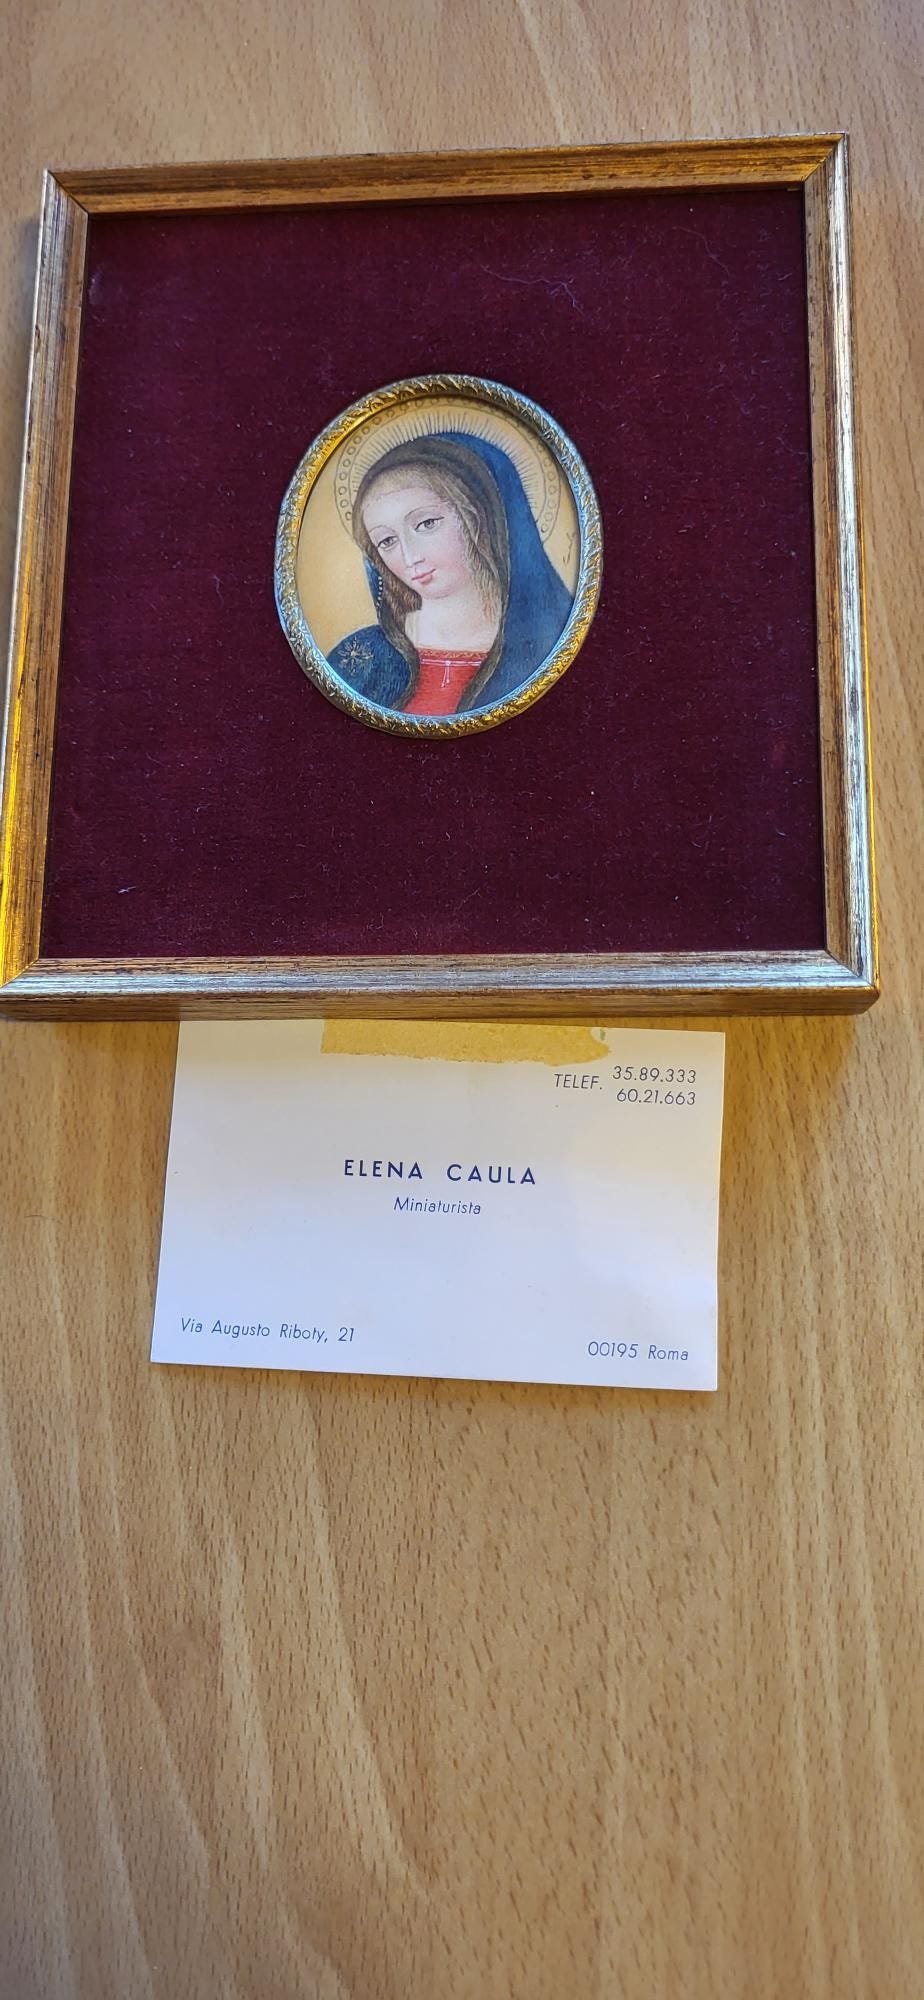 TELEF. 35.89.333
60.21.663
ELENA CAULA
Miniaturista
Via Augusto Riboty, 21
00195 Roma